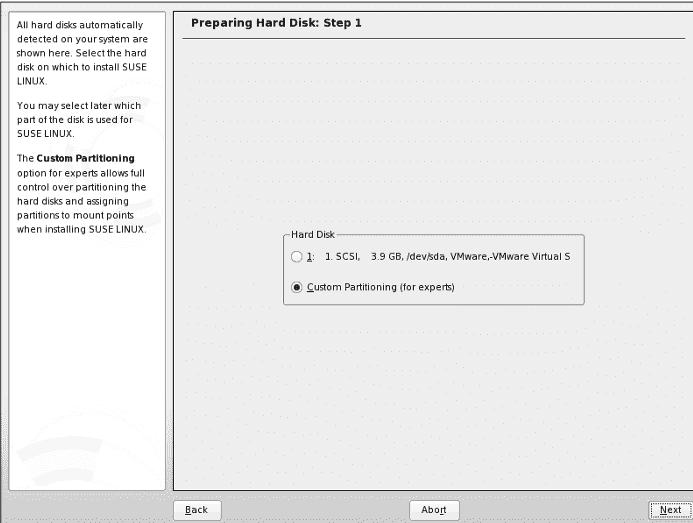 All hard disks automatically
detected on your system are
shown here. Select the hard
disk on which to install SUSE
LINUX.
You may select later which
part of the disk is used for
SUSE LINUX.
The Custom Partitioning
option for experts allows full
control over partitioning the
hard disks and assigning
partitions to mount points
when installing SUSE LINUX.
Preparing Hard Disk: Step 1
Hard Disk
1: 1. SCSI, 3.9 GB, /dev/sda, VMware,-VMware Virtual S
Custom Partitioning (for experts)
Back
Abort
Next